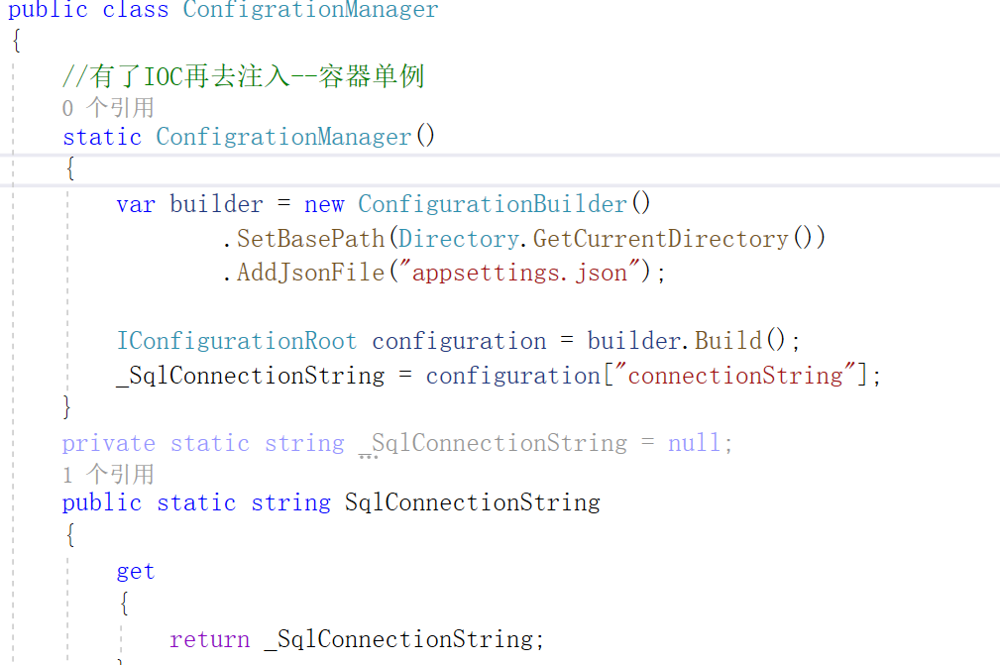 public class ConfigrationManager
{
//有了IOC再去注入--容器单例
0 个引用
static ConfigrationManager()
{
var builder = new ConfigurationBuilder()
.SetBasePath(Directory.GetCurrentDirectory())
.AddJsonFile("appsettings.json");
IConfigurationRoot configuration = builder.Build();
_SqlConnectionString = configuration["connectionString"];
}
private static string _SqlConnectionString = null;
1 个引用
public static string SqlConnectionString
{
get
{
return _SqlConnectionString;
}